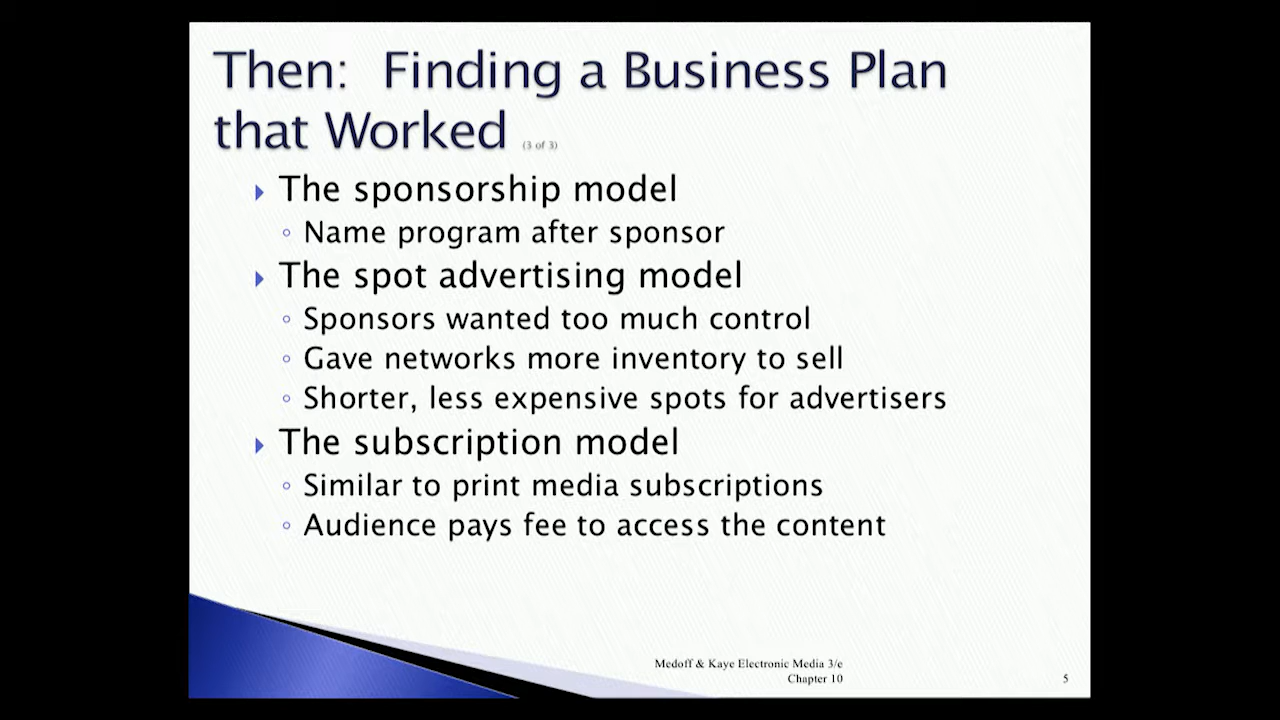 Then:  Finding a Business Plan
that Worked (3 of 3)
The sponsorship model
Name program after sponsor
The spot advertising model
Sponsors wanted too much control
Gave networks more inventory to sell
Shorter, less expensive spots for advertisers
The subscription model
Similar to print media subscriptions
Audience pays fee to access the content
Medoff & Kaye Electronic Media 3/e
Chapter 10
5